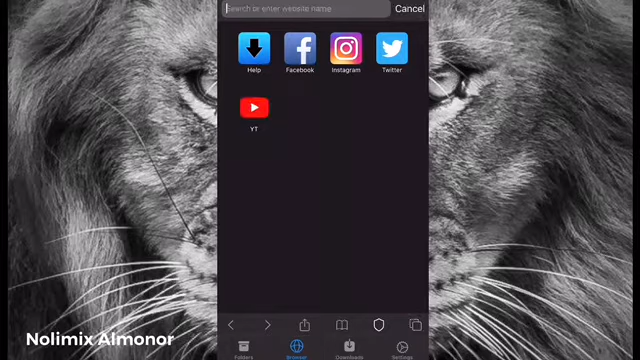 Search or enter website name
Cancel
Help
Facebook
Instagram
Twitter
YT
Nolimix Almonor
Folders
Browser
Downloads
Settings